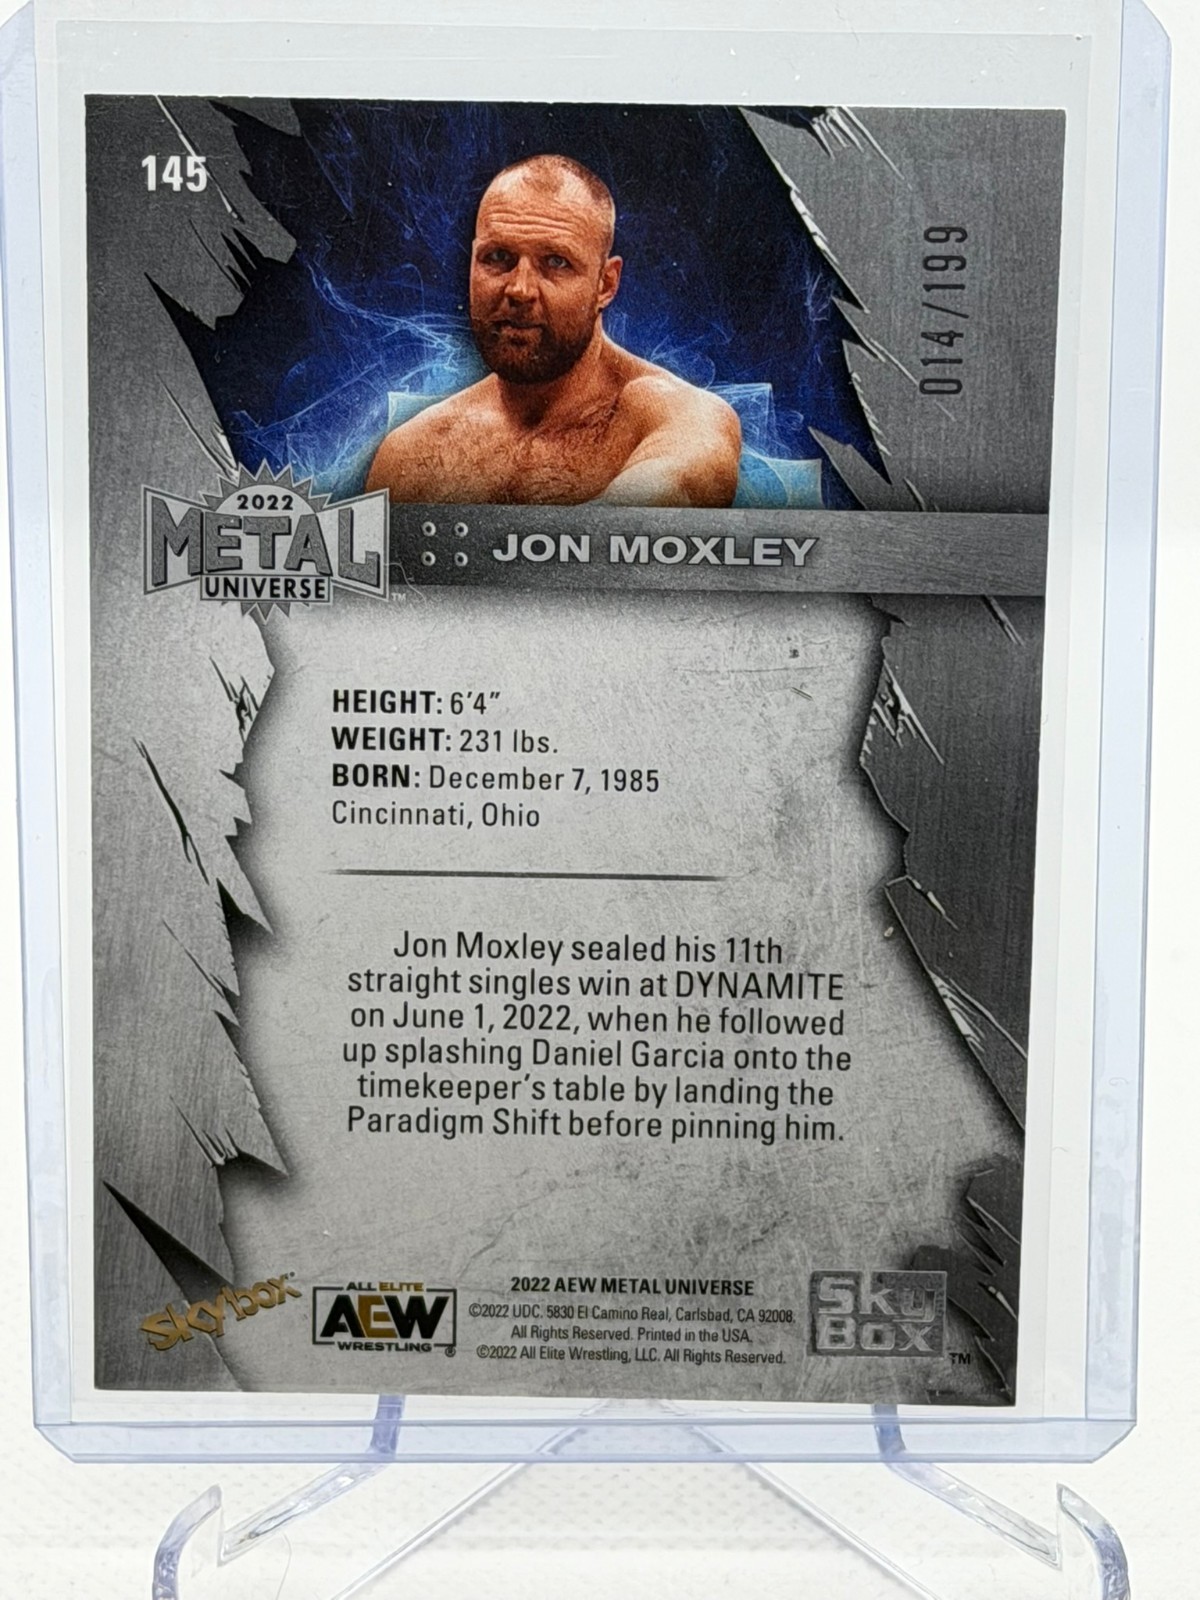 145
014/199
2022
METAL
UNIVERSE
™
JON MOXLEY
HEIGHT: 6'4"
WEIGHT: 231 lbs.
BORN: December 7, 1985
Cincinnati, Ohio
Jon Moxley sealed his 11th
straight singles win at DYNAMITE
on June 1, 2022, when he followed
up splashing Daniel Garcia onto the
timekeeper's table by landing the
Paradigm Shift before pinning him.
skybox
ALL ELITE
AEW
WRESTLING ®
2022 AEW METAL UNIVERSE
©2022 UDC. 5830 El Camino Real, Carlsbad, CA 92008.
All Rights Reserved. Printed in the USA.
©2022 All Elite Wrestling, LLC. All Rights Reserved.
Sky
Box
TM